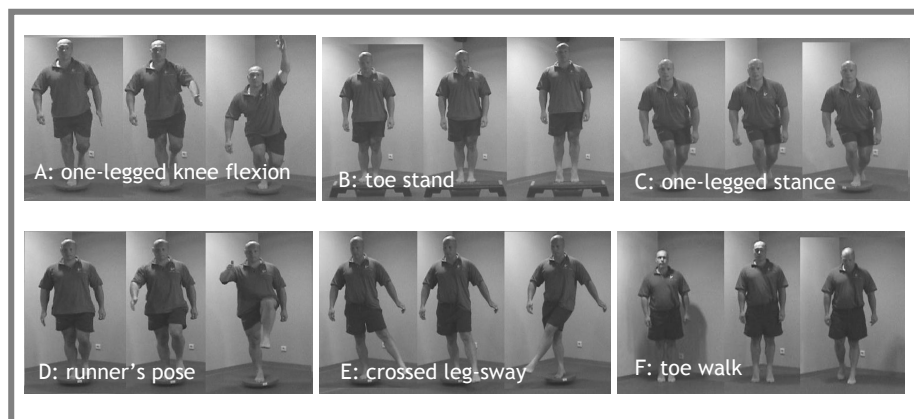 A: one-legged knee flexion
B: toe stand
C: one-legged stance
D: runner's pose
E: crossed leg-sway
F: toe walk